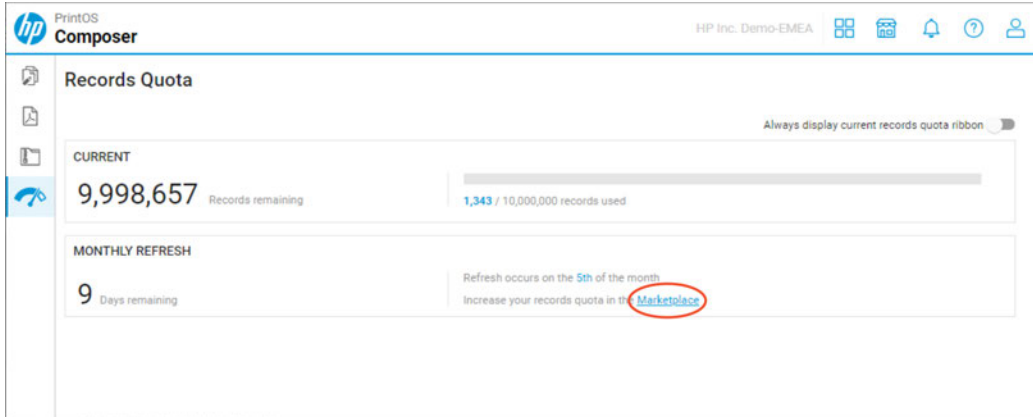 hp
PrintOS
Composer
HP Inc. Demo-EMEA
Records Quota
Always display current records quota ribbon
CURRENT
9,998,657 Records remaining
1,343 / 10,000,000 records used
MONTHLY REFRESH
9 Days remaining
Refresh occurs on the 5th of the month
Increase your records quota in the Marketplace